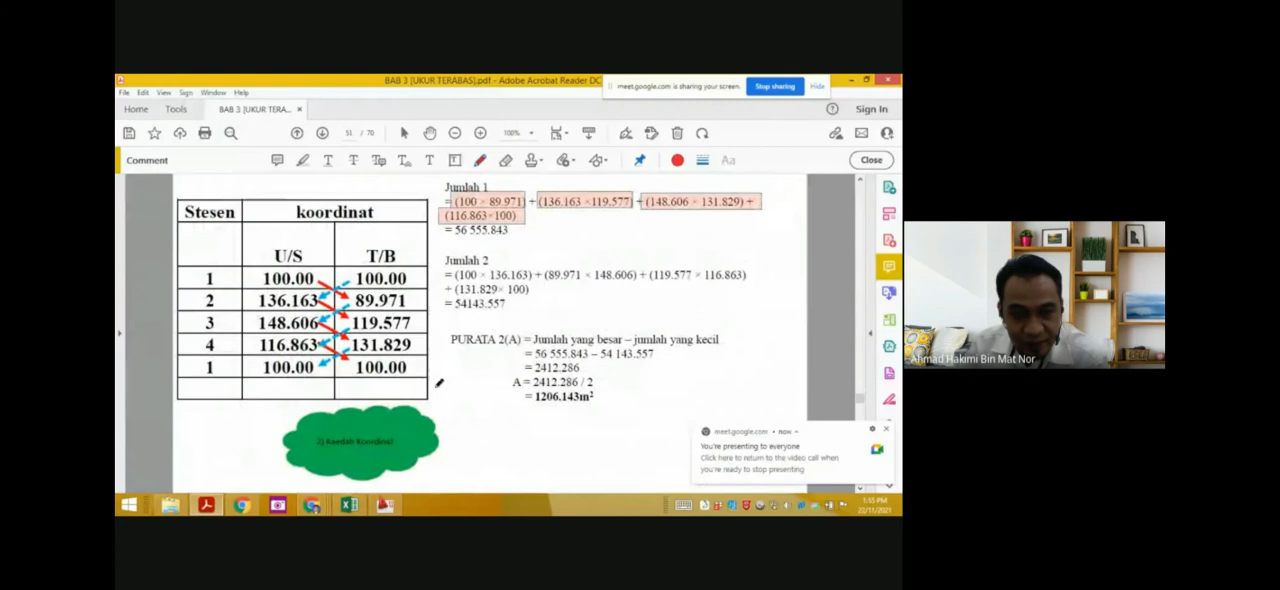 BAB 3 [UKUR TERABAS].pdf - Adobe Acrobat Reader DC
meet.google.com is sharing your screen.
Stop sharing
Hide
File Edit View Sign Window Help
Home Tools BAB 3 [UKUR TERA... ×
Sign In
51 / 70
100%
Comment
Close
Stesen koordinat
U/S T/B
1 100.00 100.00
2 136.163 89.971
3 148.606 119.577
4 116.863 131.829
1 100.00 100.00
2) Kaedah Koordinat
Jumlah 1
= (100 × 89.971) + (136.163 ×119.577) + (148.606 × 131.829) +
(116.863×100)
= 56 555.843
Jumlah 2
= (100 × 136.163) + (89.971 × 148.606) + (119.577 × 116.863)
+ (131.829× 100)
= 54143.557
PURATA 2(A) = Jumlah yang besar – jumlah yang kecil
= 56 555.843 – 54 143.557
= 2412.286
A = 2412.286 / 2
= 1206.143m²
meet.google.com • now
You're presenting to everyone
Click here to return to the video call when
you're ready to stop presenting
1:55 PM
22/11/2021
Ahmad Hakimi Bin Mat Nor